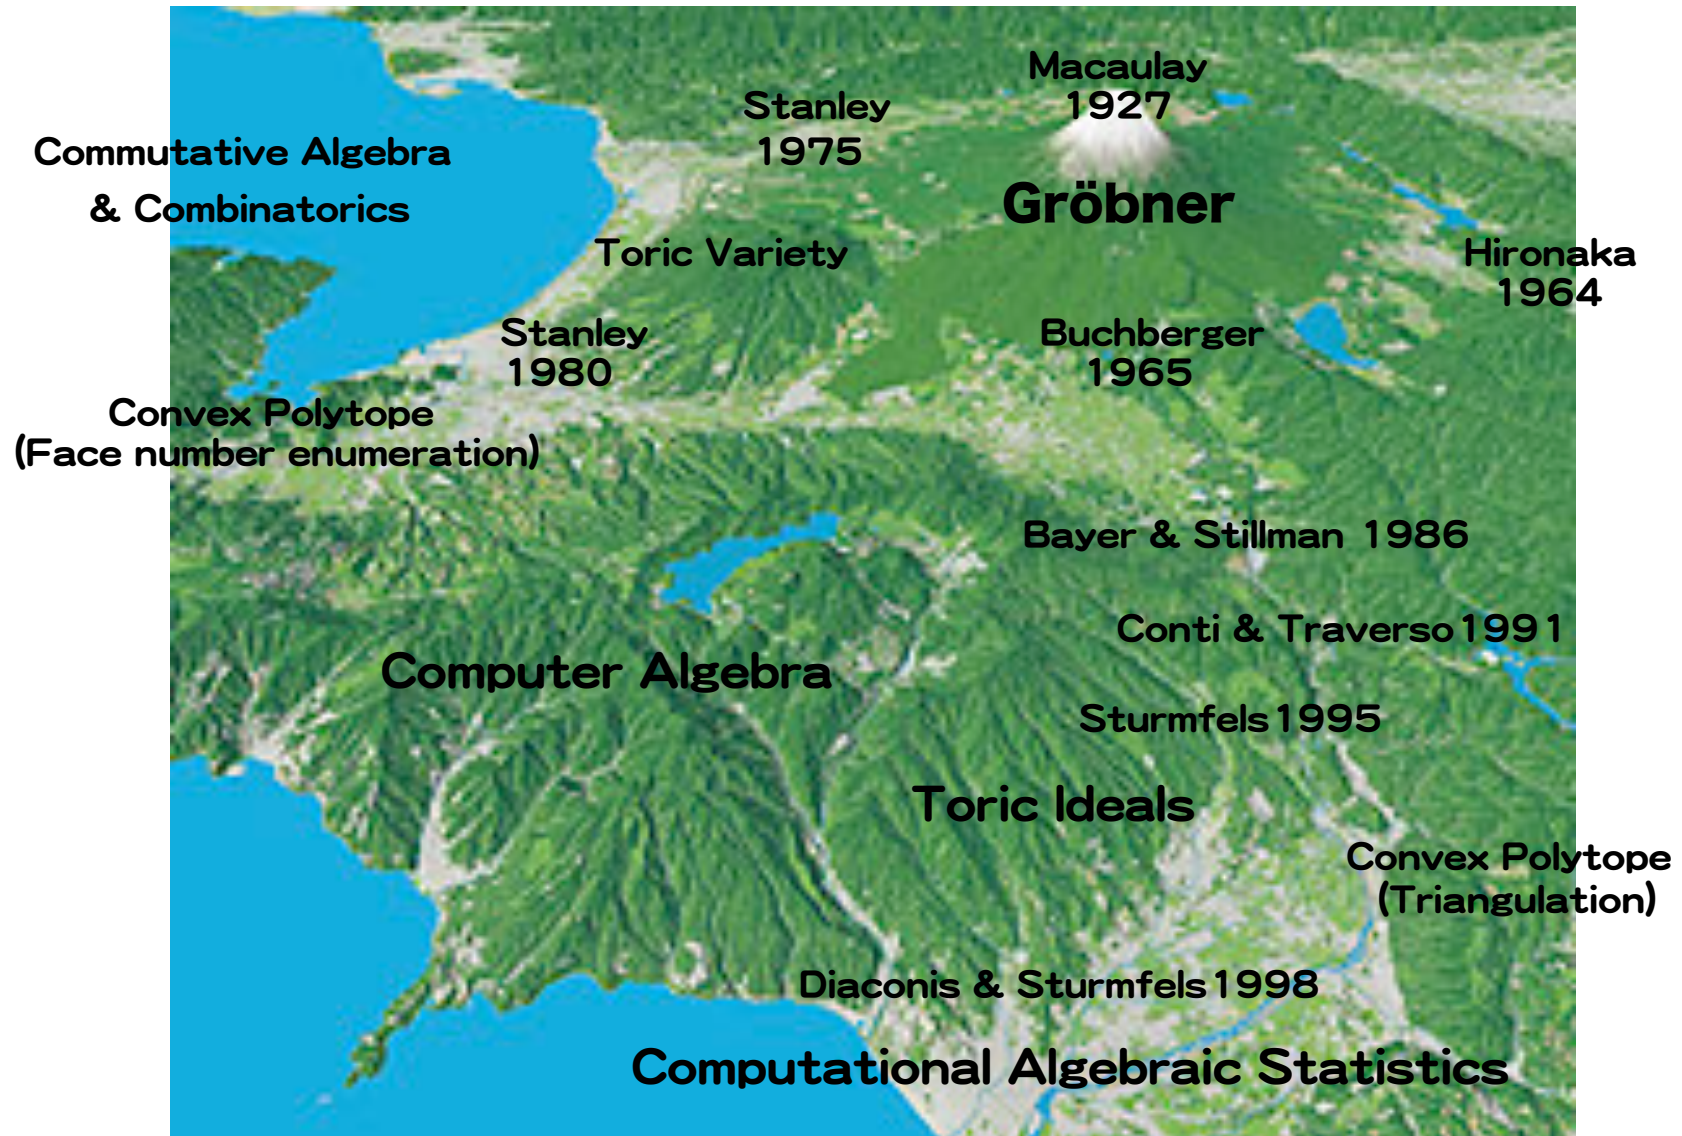 Macaulay
1927
Stanley
1975
Commutative Algebra
& Combinatorics
Gröbner
Toric Variety
Hironaka
1964
Stanley
1980
Buchberger
1965
Convex Polytope
(Face number enumeration)
Bayer & Stillman 1986
Conti & Traverso 1991
Computer Algebra
Sturmfels 1995
Toric Ideals
Convex Polytope
(Triangulation)
Diaconis & Sturmfels 1998
Computational Algebraic Statistics